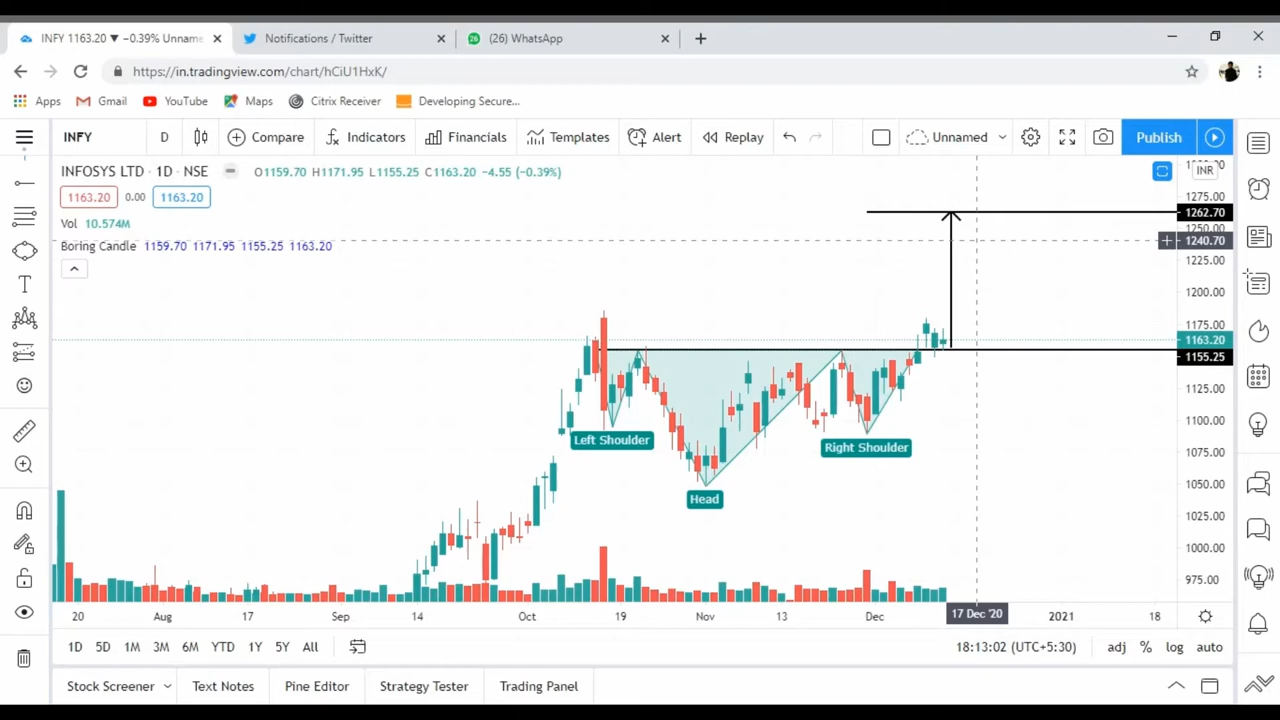 INFY 1163.20 ▼ −0.39% Unname
Notifications / Twitter
(26) WhatsApp
https://in.tradingview.com/chart/hCiU1HxK/
Apps Gmail YouTube Maps Citrix Receiver Developing Secure...
INFY D Compare Indicators Financials Templates Alert Replay Unnamed Publish
INFOSYS LTD · 1D · NSE O1159.70 H1171.95 L1155.25 C1163.20 −4.55 (−0.39%) INR
1163.20 0.00 1163.20
Vol 10.574M
Boring Candle 1159.70 1171.95 1155.25 1163.20
1275.00
1262.70
1250.00
1240.70
1225.00
1200.00
1175.00
1163.20
1155.25
1125.00
1100.00
1075.00
1050.00
1025.00
1000.00
975.00
Left Shoulder
Right Shoulder
Head
20 Aug 17 Sep 14 Oct 19 Nov 13 Dec 17 Dec '20 2021 18
1D 5D 1M 3M 6M YTD 1Y 5Y All 18:13:02 (UTC+5:30) adj % log auto
Stock Screener Text Notes Pine Editor Strategy Tester Trading Panel